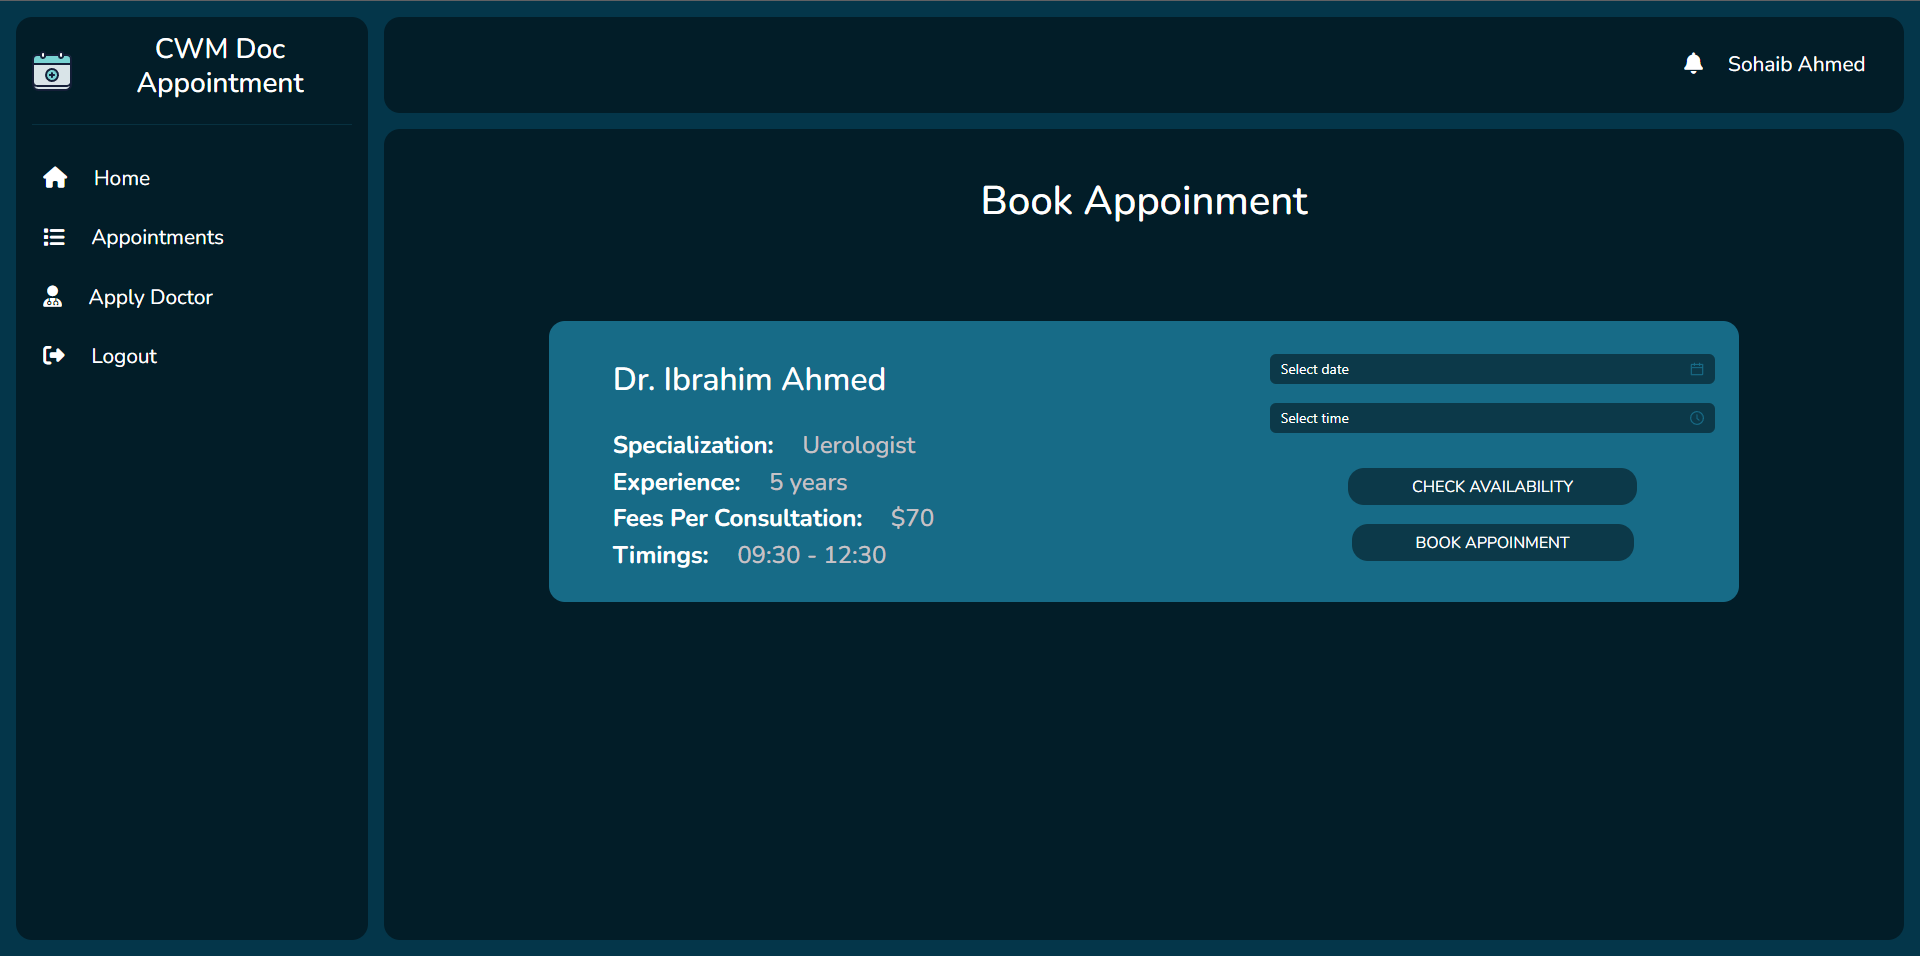 CWM Doc
Appointment
Home
Appointments
Apply Doctor
Logout
Sohaib Ahmed
Book Appoinment
Dr. Ibrahim Ahmed
Specialization: Uerologist
Experience: 5 years
Fees Per Consultation: $70
Timings: 09:30 - 12:30
Select date
Select time
CHECK AVAILABILITY
BOOK APPOINMENT